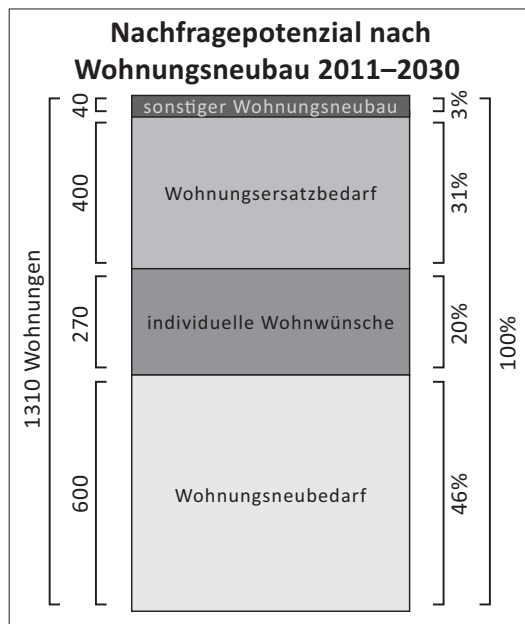 Nachfragepotenzial nach
Wohnungsneubau 2011–2030
40
sonstiger Wohnungsneubau
3%
400
Wohnungsersatzbedarf
31%
1310 Wohnungen
270
individuelle Wohnwünsche
20%
100%
600
Wohnungsneubedarf
46%